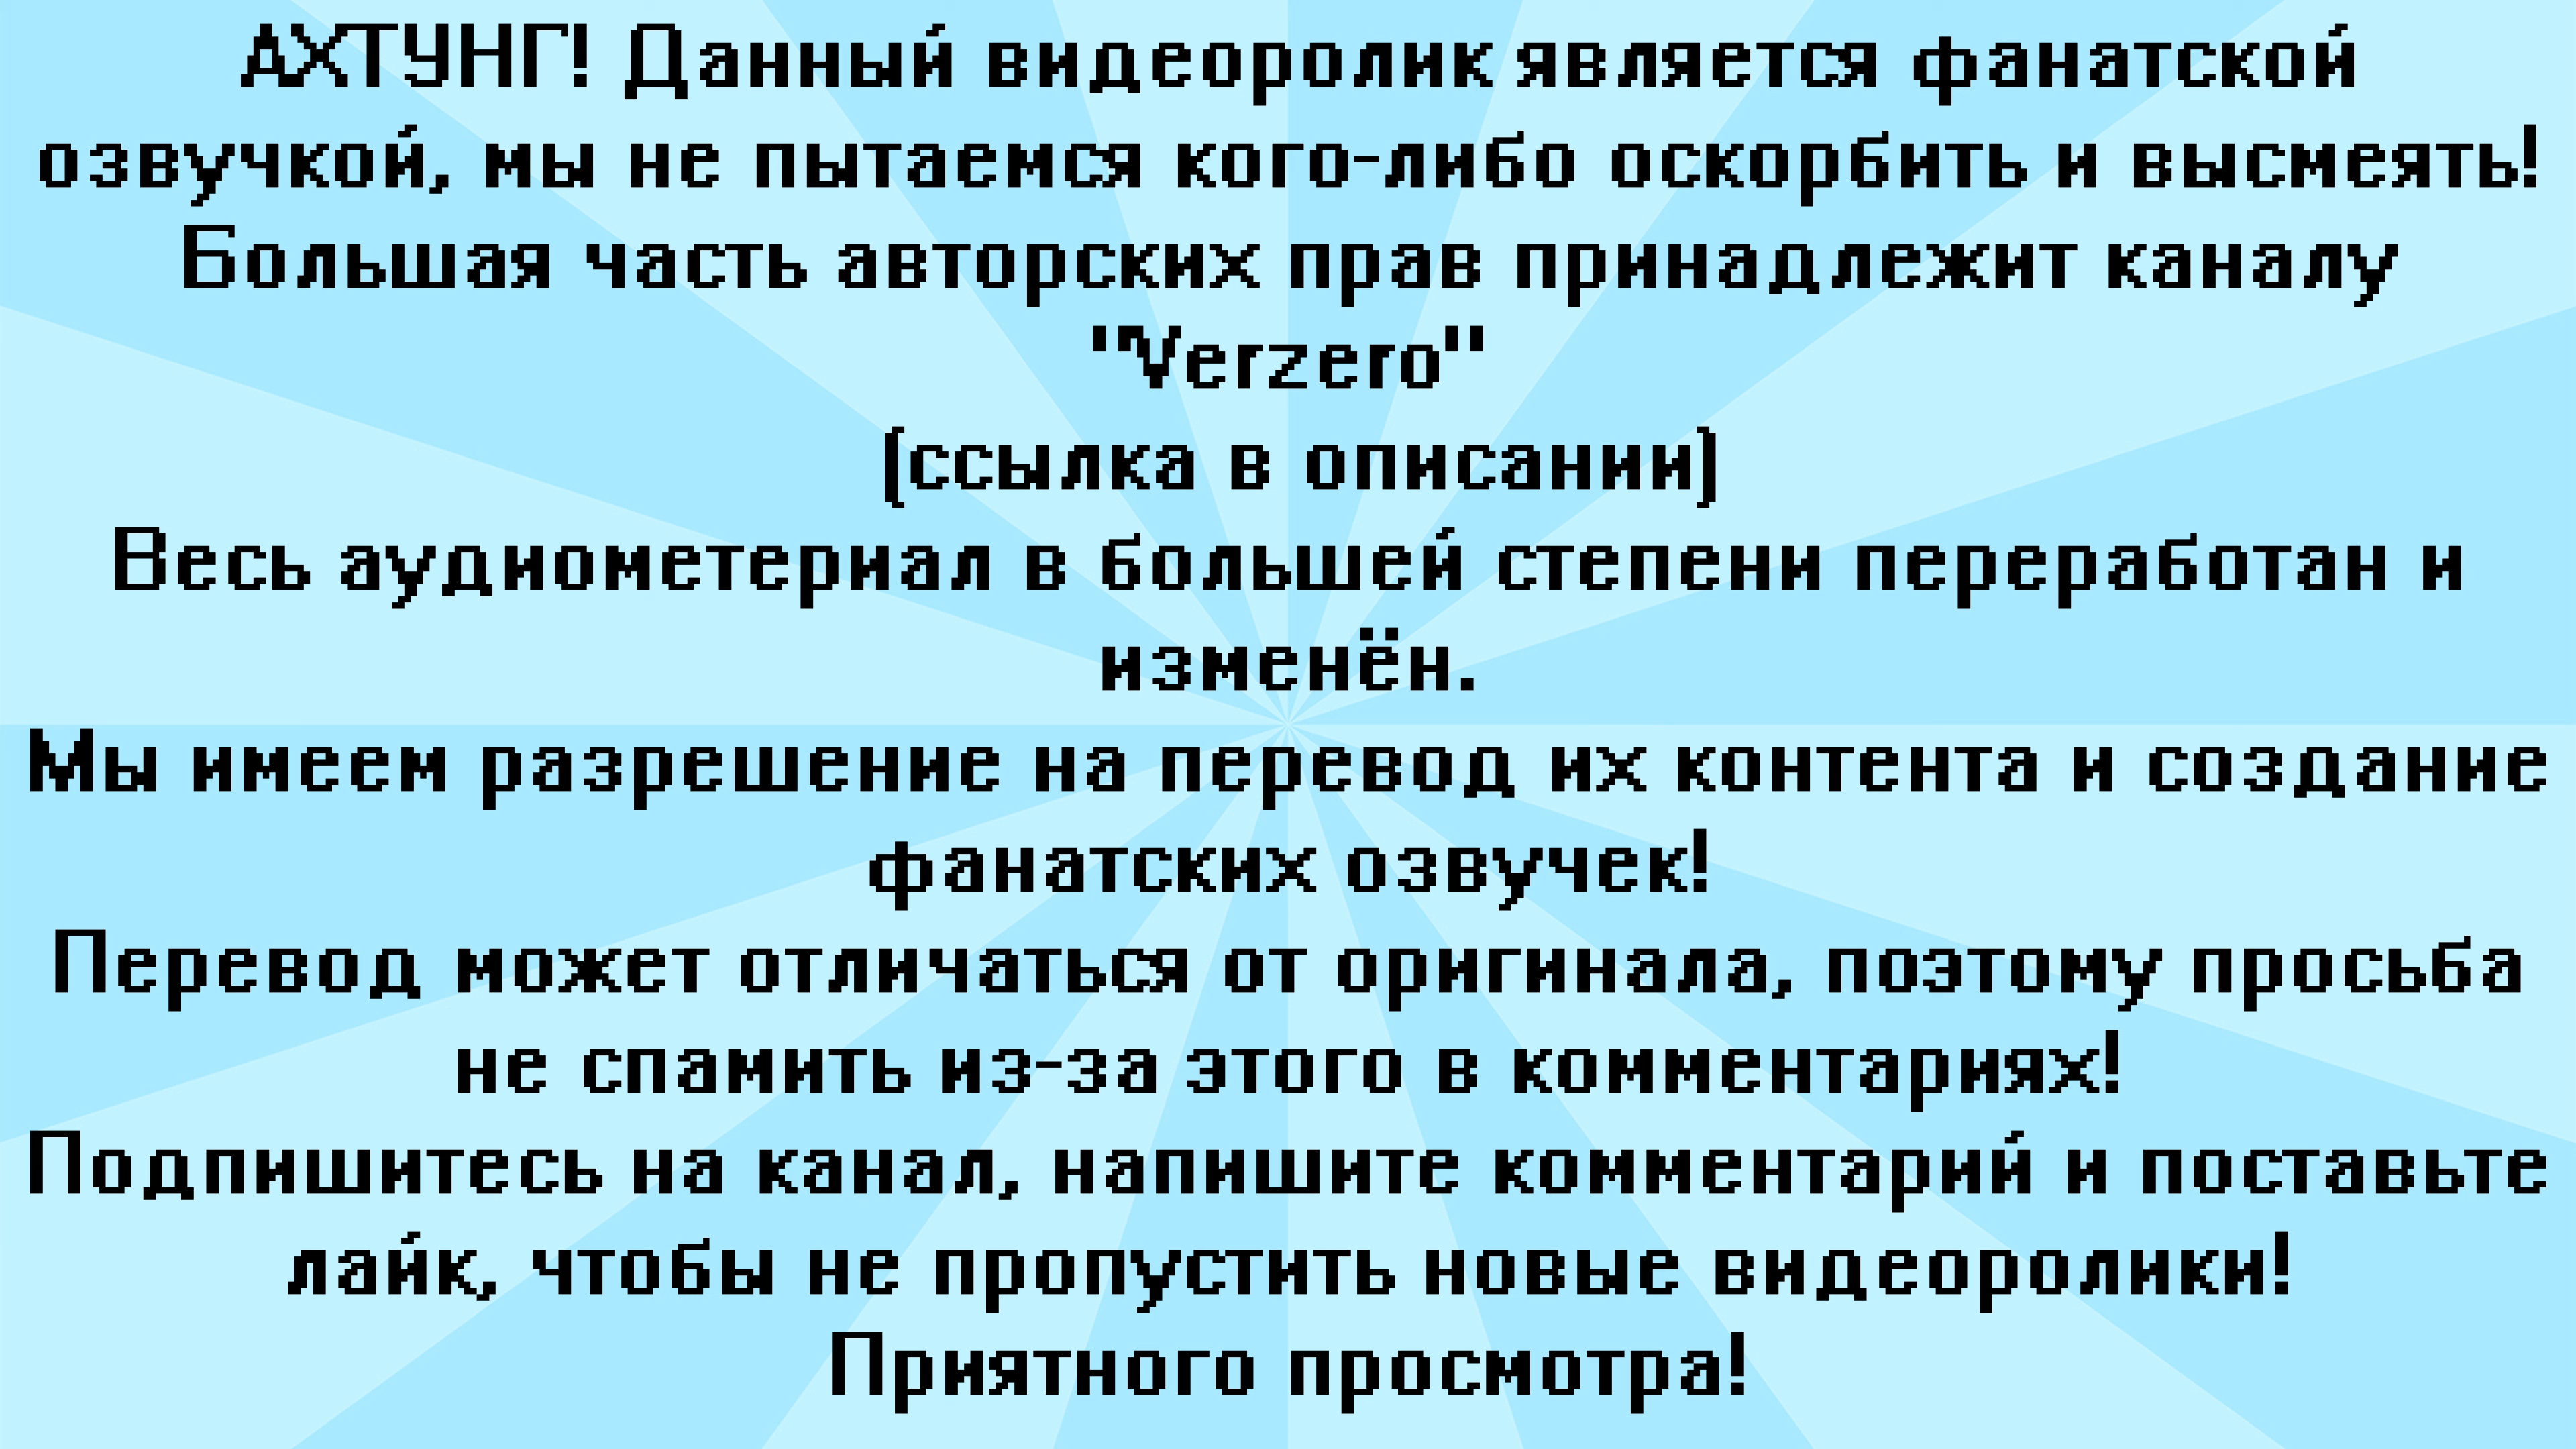 АХТУНГ! Данный видеоролик является фанатской
озвучкой, мы не пытаемся кого-либо оскорбить и высмеять!
Большая часть авторских прав принадлежит каналу
"Verzero"
(ссылка в описании)
Весь аудиометериал в большей степени переработан и
изменён.
Мы имеем разрешение на перевод их контента и создание
фанатских озвучек!
Перевод может отличаться от оригинала, поэтому просьба
не спамить из-за этого в комментариях!
Подпишитесь на канал, напишите комментарий и поставьте
лайк, чтобы не пропустить новые видеоролики!
Приятного просмотра!